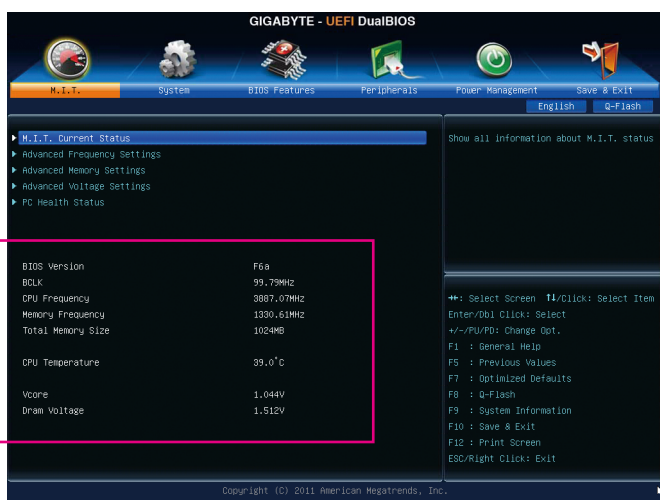 GIGABYTE - UEFI DualBIOS
M.I.T. System BIOS Features Peripherals Power Management Save & Exit
English Q-Flash
M.I.T. Current Status
Advanced Frequency Settings
Advanced Memory Settings
Advanced Voltage Settings
PC Health Status
Show all information about M.I.T. status
BIOS Version F6a
BCLK 99.79MHz
CPU Frequency 3887.07MHz
Memory Frequency 1330.61MHz
Total Memory Size 1024MB
CPU Temperature 39.0°C
Vcore 1.044V
Dram Voltage 1.512V
→←: Select Screen ↑↓/Click: Select Item
Enter/Dbl Click: Select
+/-/PU/PD: Change Opt.
F1 : General Help
F5 : Previous Values
F7 : Optimized Defaults
F8 : Q-Flash
F9 : System Information
F10 : Save & Exit
F12 : Print Screen
ESC/Right Click: Exit
Copyright (C) 2011 American Megatrends, Inc.